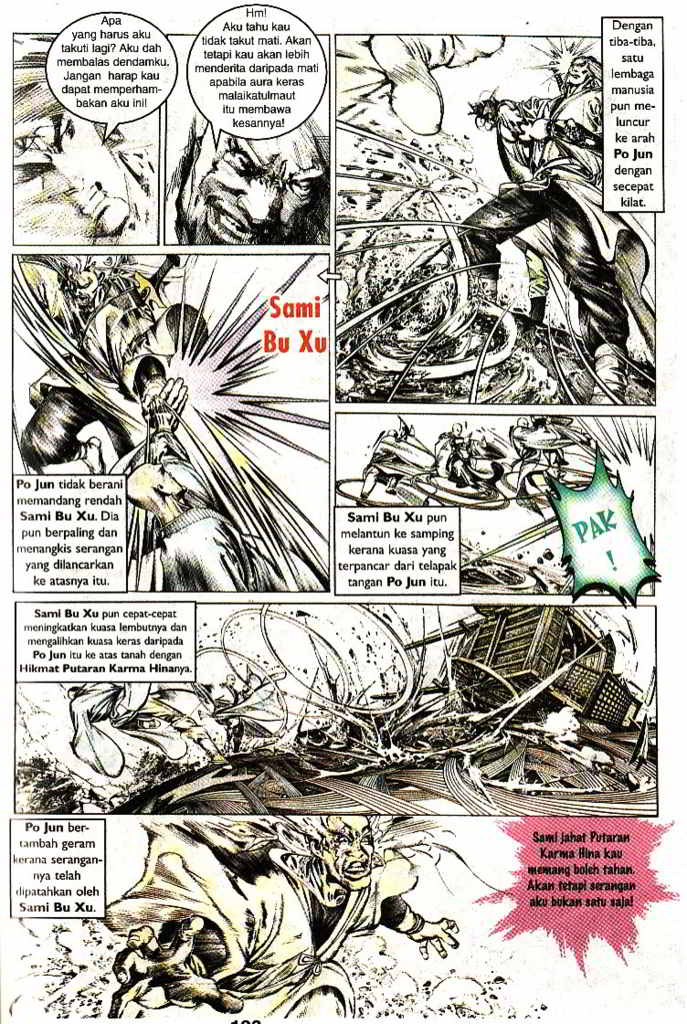 Apa
yang harus aku
takuti lagi? Aku dah
membalas dendamku.
Jangan harap kau
dapat memperham-
bakan aku ini!
Hm!
Aku tahu kau
tidak takut mati. Akan
tetapi kau akan lebih
menderita daripada mati
apabila aura keras
malaikatulmaut
itu membawa
kesannya!
Dengan
tiba-tiba,
satu
lembaga
manusia
pun me-
luncur
ke arah
Po Jun
dengan
secepat
kilat.
Sami
Bu Xu
Po Jun tidak berani
memandang rendah
Sami Bu Xu. Dia
pun berpaling dan
menangkis serangan
yang dilancarkan
ke atasnya itu.
Sami Bu Xu pun
melantun ke samping
kerana kuasa yang
terpancar dari telapak
tangan Po Jun itu.
PAK
!
Sami Bu Xu pun cepat-cepat
meningkatkan kuasa lembutnya dan
mengalihkan kuasa keras daripada
Po Jun itu ke atas tanah dengan
Hikmat Putaran Karma Hinanya.
Po Jun ber-
tambah geram
kerana serangan-
nya telah
dipatahkan oleh
Sami Bu Xu.
Sami jahat Putaran
Karma Hina kau
memang boleh tahan.
Akan tetapi serangan
aku bukan satu saja!